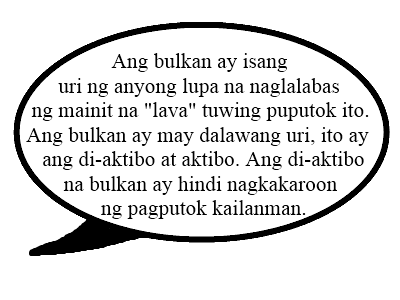 Ang bulkan ay isang
uri ng anyong lupa na naglalabas
ng mainit na "lava" tuwing puputok ito.
Ang bulkan ay may dalawang uri, ito ay
ang di-aktibo at aktibo. Ang di-aktibo
na bulkan ay hindi nagkakaroon
ng pagputok kailanman.